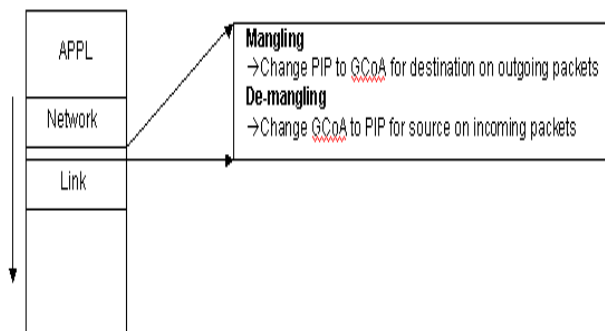 APPL
Network
Link
Mangling
→Change PIP to GCoA for destination on outgoing packets
De-mangling
→Change GCoA to PIP for source on incoming packets